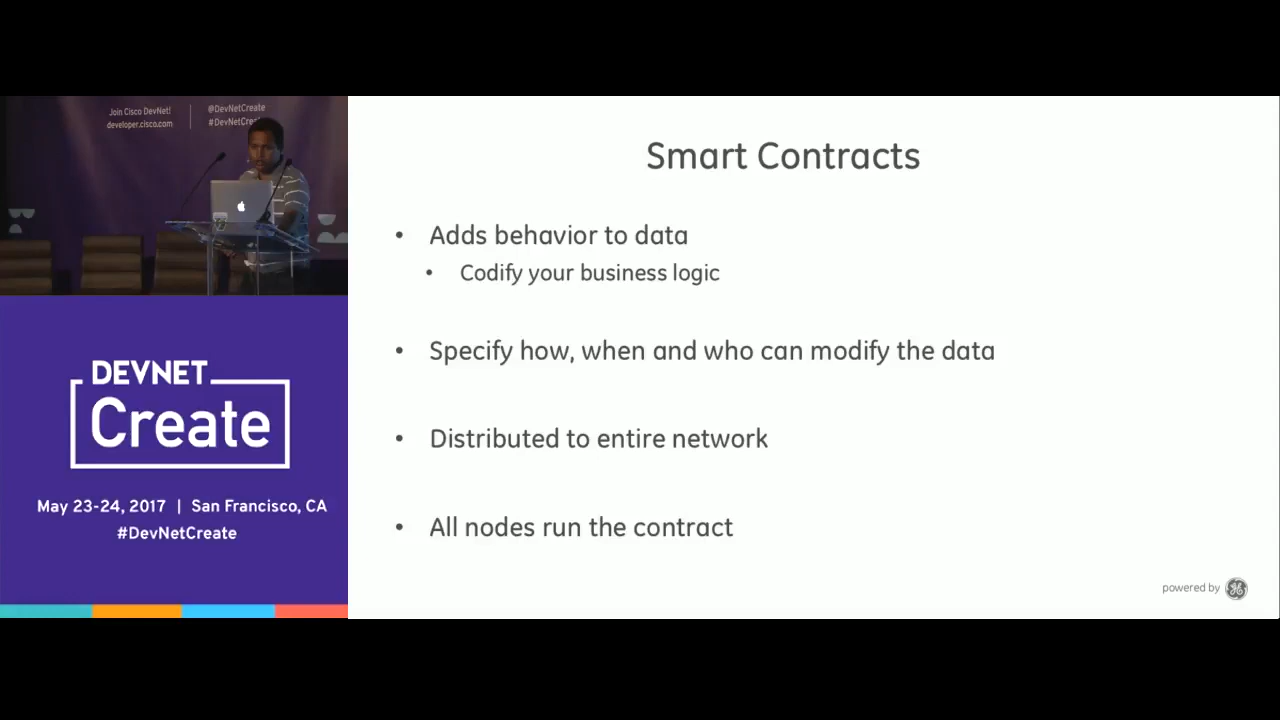 Join Cisco DevNet!
developer.cisco.com
@DevNetCreate
#DevNetCre
DEVNET
Create
May 23-24, 2017 | San Francisco, CA
#DevNetCreate
Smart Contracts
• Adds behavior to data
• Codify your business logic
• Specify how, when and who can modify the data
• Distributed to entire network
• All nodes run the contract
powered by